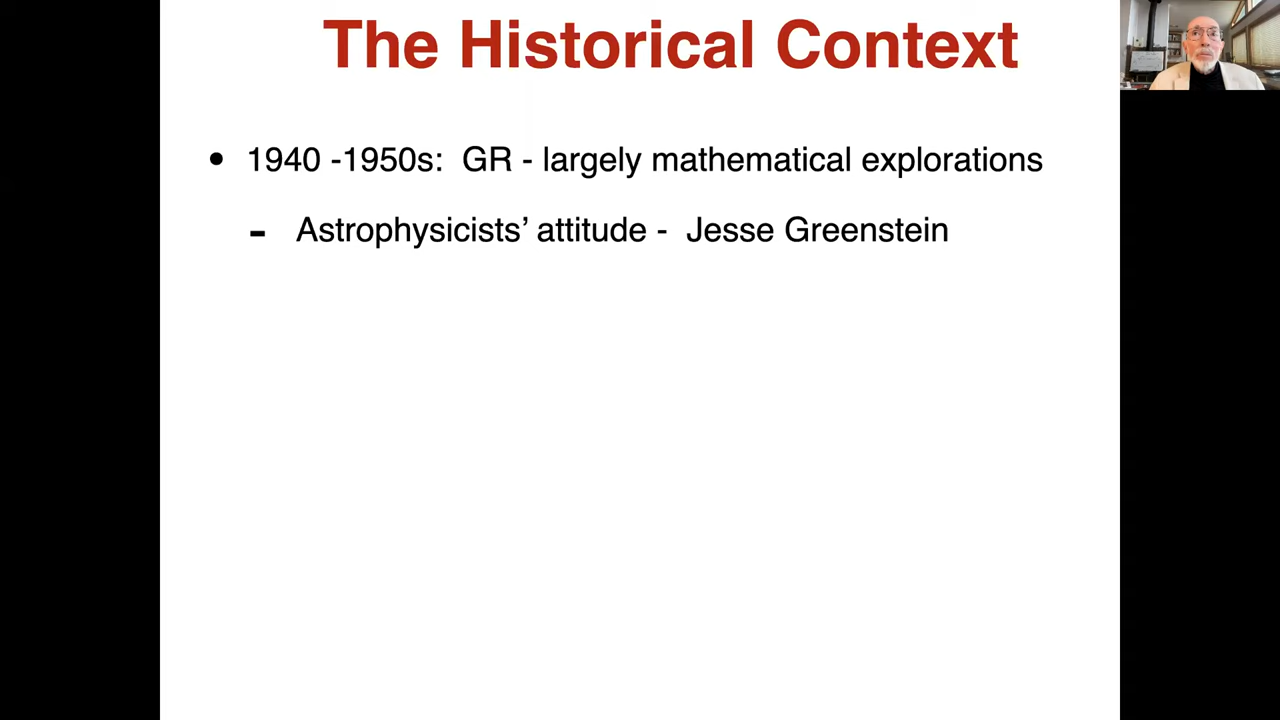 The Historical Context
• 1940 -1950s: GR - largely mathematical explorations
- Astrophysicists’ attitude - Jesse Greenstein